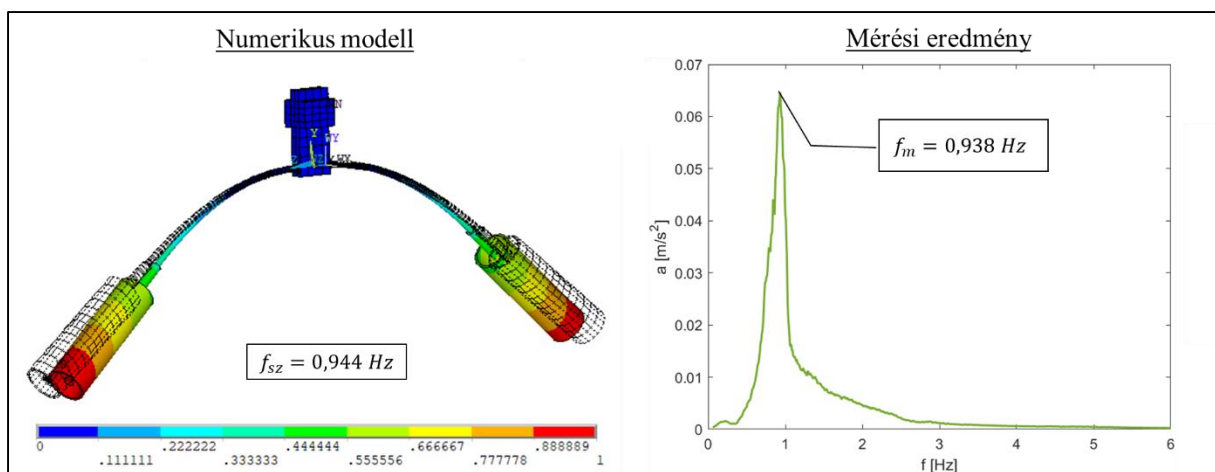 Numerikus modell
N
Y
WY
Z
WX
f_sz = 0,944 Hz
0 .222222 .444444 .666667 .888889
.111111 .333333 .555556 .777778 1
Mérési eredmény
0.07
0.06
0.05
0.04
0.03
0.02
0.01
0
a [m/s²]
f_m = 0,938 Hz
0 1 2 3 4 5 6
f [Hz]